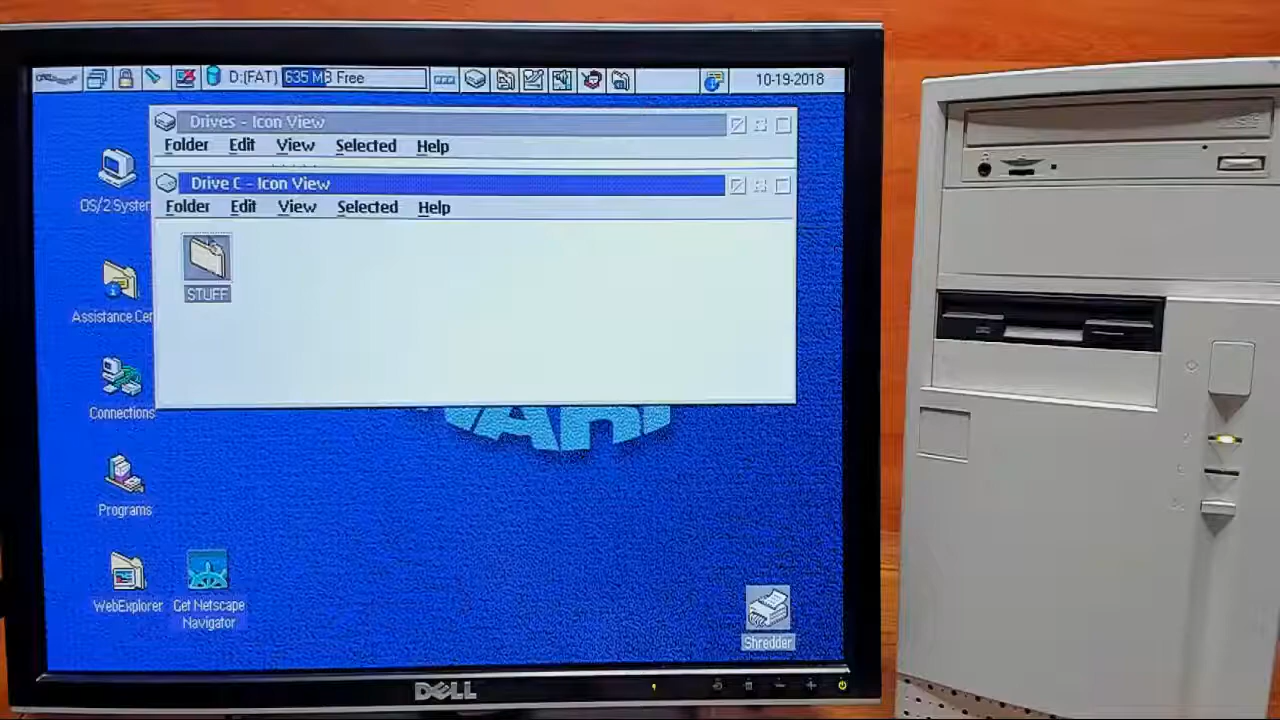 D:(FAT) 635 MB Free
10-19-2018
Drives - Icon View
Folder Edit View Selected Help
Drive C - Icon View
Folder Edit View Selected Help
STUFF
OS/2 System
Assistance Cen
Connections
Programs
WebExplorer
Get Netscape
Navigator
Shredder
DELL